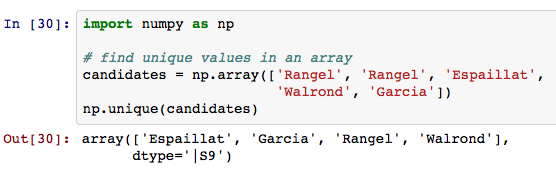 In [30]: import numpy as np
# find unique values in an array
candidates = np.array(['Rangel', 'Rangel', 'Espaillat',
'Walrond', 'Garcia'])
np.unique(candidates)
Out[30]: array(['Espaillat', 'Garcia', 'Rangel', 'Walrond'],
dtype='|S9')